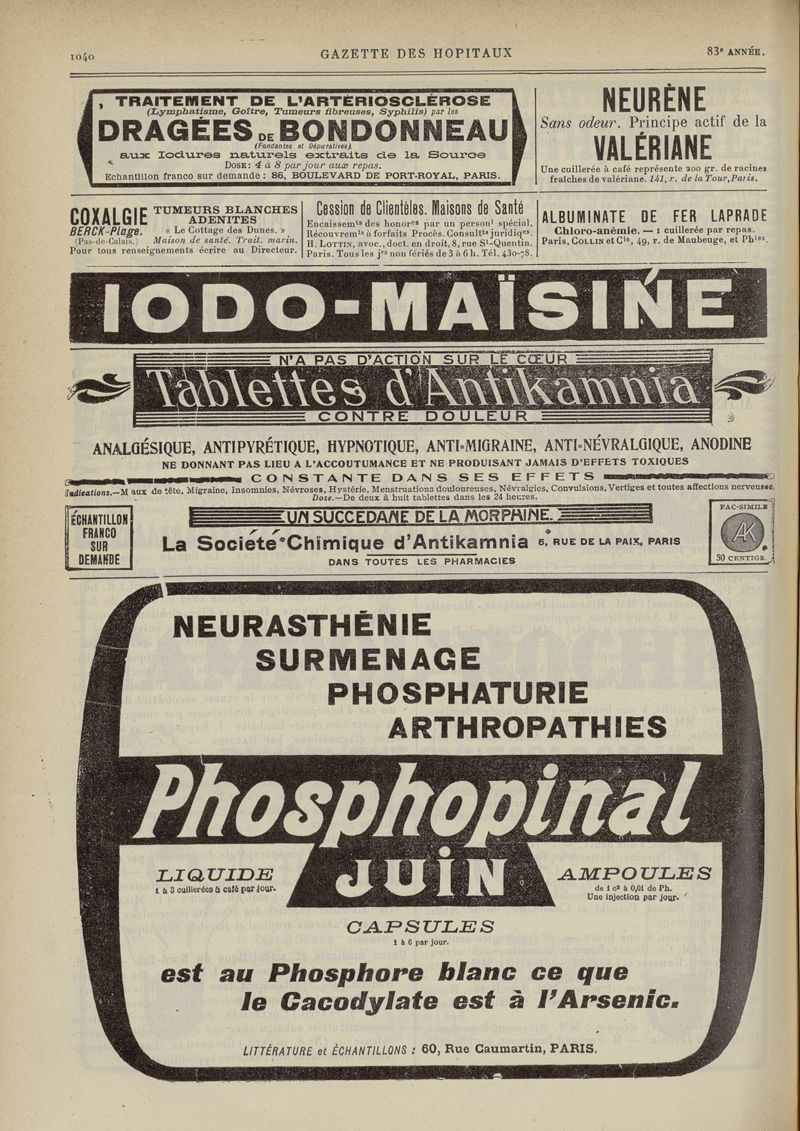 1040
GAZETTE DES HOPITAUX
83e ANNÉE.
TRAITEMENT DE L'ARTÉRIOSCLÉROSE
(Lymphatisme, Goître, Tumeurs fibreuses, Syphilis) par les
DRAGÉES DE BONDONNEAU
(Fondantes et Dépuratives)
aux Iodures naturels extraits de la Source
DOSE: 4 à 8 par jour aux repas.
Echantillon franco sur demande : 86, BOULEVARD DE PORT-ROYAL, PARIS.
NEURÈNE
Sans odeur. Principe actif de la
VALÉRIANE
Une cuillerée à café représente 200 gr. de racines
fraîches de valériane. 141, r. de la Tour, Paris.
COXALGIE TUMEURS BLANCHES
ADENITES
BERCK-Plage. « Le Cottage des Dunes. »
(Pas-de-Calais.) Maison de santé. Trait. marin.
Pour tous renseignements écrire au Directeur.
Cession de Clientèles. Maisons de Santé
Encaissemts des honores par un personl spécial.
Récouvremts à forfaits Procès. Consultts juridiqes.
H. LOTTIN, avoc., doct. en droit, 8, rue St-Quentin.
Paris. Tous les jrs non fériés de 3 à 6 h. Tél. 430-78.
ALBUMINATE DE FER LAPRADE
Chloro-anémie. — 1 cuillerée par repas.
Paris, COLLIN et Cie, 49, r. de Maubeuge, et Phies.
IODO-MAÏSINE
N'A PAS D'ACTION SUR LE CŒUR
Tablettes d'Antikamnia
CONTRE DOULEUR
ANALGÉSIQUE, ANTIPYRÉTIQUE, HYPNOTIQUE, ANTI-MIGRAINE, ANTI-NÉVRALGIQUE, ANODINE
NE DONNANT PAS LIEU A L'ACCOUTUMANCE ET NE PRODUISANT JAMAIS D'EFFETS TOXIQUES
CONSTANTE DANS SES EFFETS
Indications.—Maux de tête, Migraine, Insomnies, Névroses, Hystérie, Menstruations douloureuses, Névralgies, Convulsions, Vertiges et toutes affections nerveuses.
Dose.—De deux à huit tablettes dans les 24 heures.
ÉCHANTILLON
FRANCO
SUR
DEMANDE
UN SUCCEDANE DE LA MORPHINE.
La Société Chimique d'Antikamnia 5, RUE DE LA PAIX, PARIS
DANS TOUTES LES PHARMACIES
FAC-SIMILE
AK
50 CENTIGR.
NEURASTHÉNIE
SURMENAGE
PHOSPHATURIE
ARTHROPATHIES
Phosphopinal
JUIN
LIQUIDE
1 à 3 cuillerées à café par jour.
AMPOULES
de 1 c3 à 0,01 de Ph.
Une injection par jour.
CAPSULES
1 à 6 par jour.
est au Phosphore blanc ce que
le Cacodylate est à l'Arsenic.
LITTÉRATURE et ÉCHANTILLONS : 60, Rue Caumartin, PARIS.